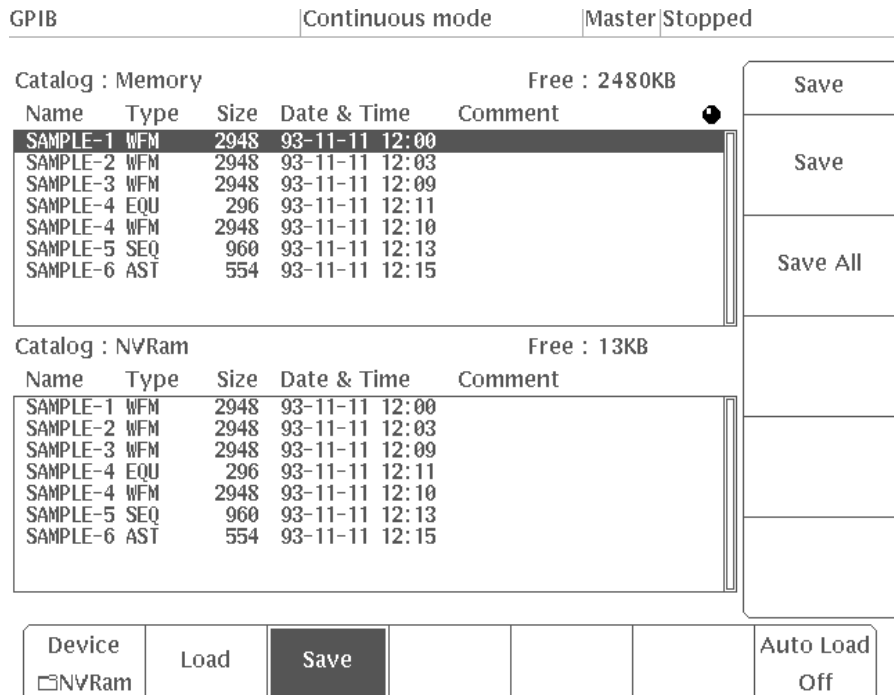 GPIB Continuous mode Master Stopped
Catalog : Memory Free : 2480KB
Name Type Size Date & Time Comment
SAMPLE-1 WFM 2948 93-11-11 12:00
SAMPLE-2 WFM 2948 93-11-11 12:03
SAMPLE-3 WFM 2948 93-11-11 12:09
SAMPLE-4 EQU 296 93-11-11 12:11
SAMPLE-4 WFM 2948 93-11-11 12:10
SAMPLE-5 SEQ 960 93-11-11 12:13
SAMPLE-6 AST 554 93-11-11 12:15
Catalog : NVRam Free : 13KB
Name Type Size Date & Time Comment
SAMPLE-1 WFM 2948 93-11-11 12:00
SAMPLE-2 WFM 2948 93-11-11 12:03
SAMPLE-3 WFM 2948 93-11-11 12:09
SAMPLE-4 EQU 296 93-11-11 12:11
SAMPLE-4 WFM 2948 93-11-11 12:10
SAMPLE-5 SEQ 960 93-11-11 12:13
SAMPLE-6 AST 554 93-11-11 12:15
Save
Save
Save All
Device
NVRam
Load
Save
Auto Load
Off